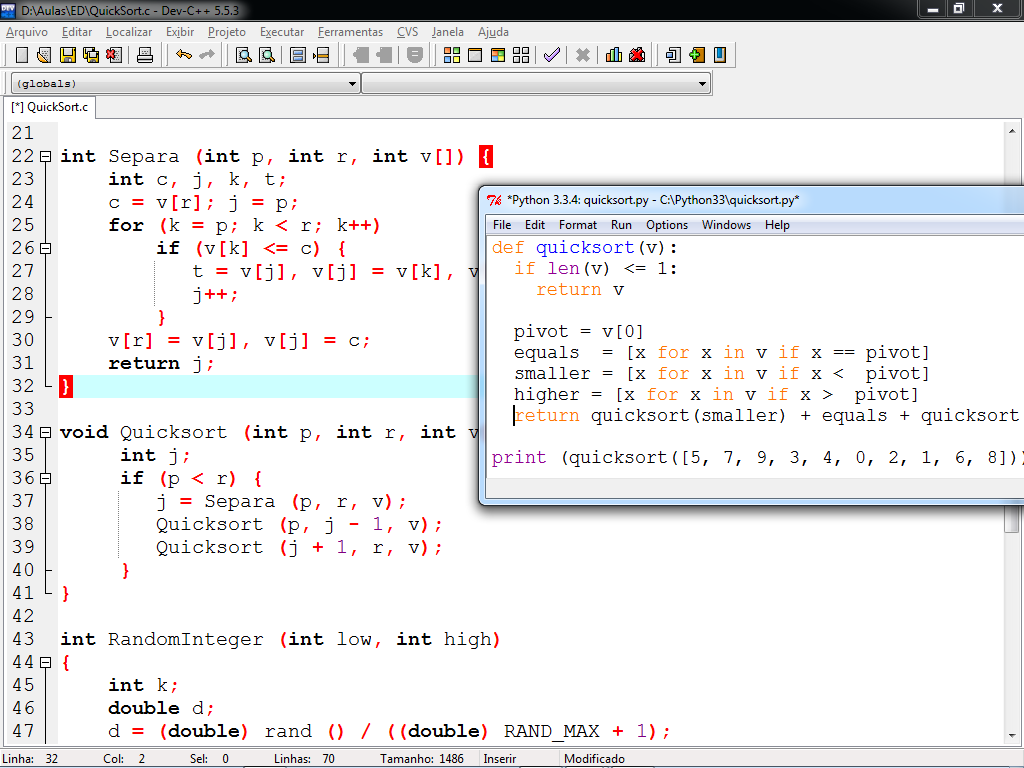 D:\Aulas\ED\QuickSort.c - Dev-C++ 5.5.3
Arquivo Editar Localizar Exibir Projeto Executar Ferramentas CVS Janela Ajuda
(globals)
[*] QuickSort.c
21
22 int Separa (int p, int r, int v[]) {
23 int c, j, k, t;
24 c = v[r]; j = p;
25 for (k = p; k < r; k++)
26 if (v[k] <= c) {
27 t = v[j], v[j] = v[k], v
28 j++;
29 }
30 v[r] = v[j], v[j] = c;
31 return j;
32 }
33
34 void Quicksort (int p, int r, int v
35 int j;
36 if (p < r) {
37 j = Separa (p, r, v);
38 Quicksort (p, j - 1, v);
39 Quicksort (j + 1, r, v);
40 }
41 }
42
43 int RandomInteger (int low, int high)
44 {
45 int k;
46 double d;
47 d = (double) rand () / ((double) RAND_MAX + 1);
*Python 3.3.4: quicksort.py - C:\Python33\quicksort.py*
File Edit Format Run Options Windows Help
def quicksort(v):
if len(v) <= 1:
return v
pivot = v[0]
equals = [x for x in v if x == pivot]
smaller = [x for x in v if x < pivot]
higher = [x for x in v if x > pivot]
return quicksort(smaller) + equals + quicksort
print (quicksort([5, 7, 9, 3, 4, 0, 2, 1, 6, 8]))
Linha: 32 Col: 2 Sel: 0 Linhas: 70 Tamanho: 1486 Inserir Modificado